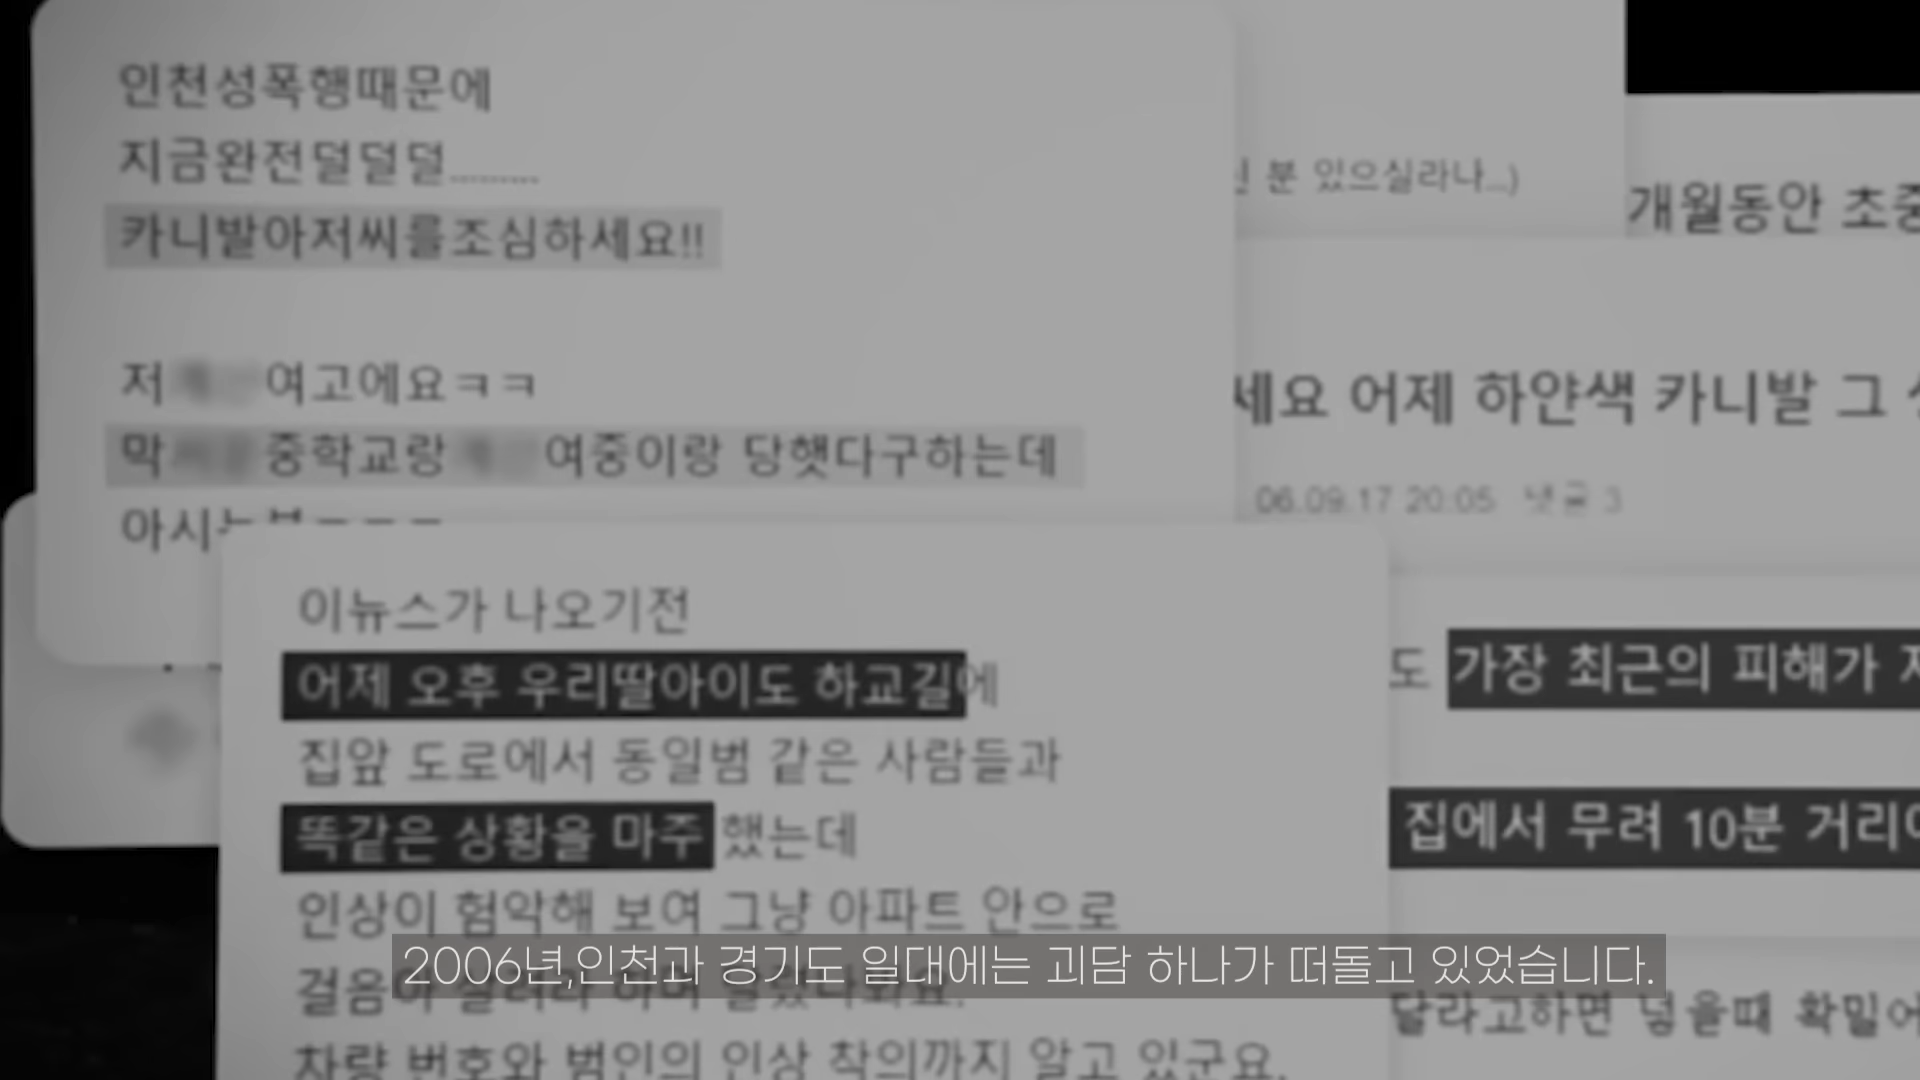 인천성폭행때문에
지금완전덜덜덜.........
카니발아저씨를조심하세요!!
저 여고에요ㅋㅋ
막 중학교랑 여중이랑 당햇다구하는데
분 있으실라나...)
개월동안 초중
세요 어제 하얀색 카니발 그
06.09.17 20:05 댓글 3
이뉴스가 나오기전
어제 오후 우리딸아이도 하교길에
집앞 도로에서 동일범 같은 사람들과
똑같은 상황을 마주 했는데
인상이 험악해 보여 그냥 아파트 안으로
걸음이
차량 번호와 범인의 인상 착의까지 알고 있군요.
도 가장 최근의 피해가
집에서 무려 10분 거리에
달라고하면 넣을때 확밀어
2006년,인천과 경기도 일대에는 괴담 하나가 떠돌고 있었습니다.